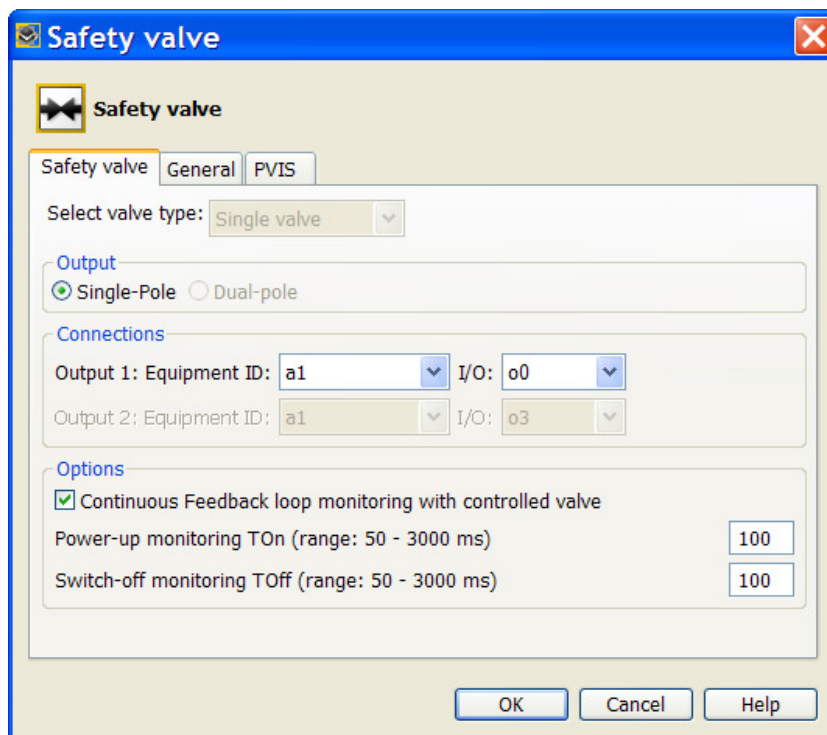 Safety valve
Safety valve
Safety valve General PVIS
Select valve type: Single valve
Output
Single-Pole Dual-pole
Connections
Output 1: Equipment ID: a1 I/O: o0
Output 2: Equipment ID: a1 I/O: o3
Options
Continuous Feedback loop monitoring with controlled valve
Power-up monitoring TOn (range: 50 - 3000 ms) 100
Switch-off monitoring TOff (range: 50 - 3000 ms) 100
OK Cancel Help